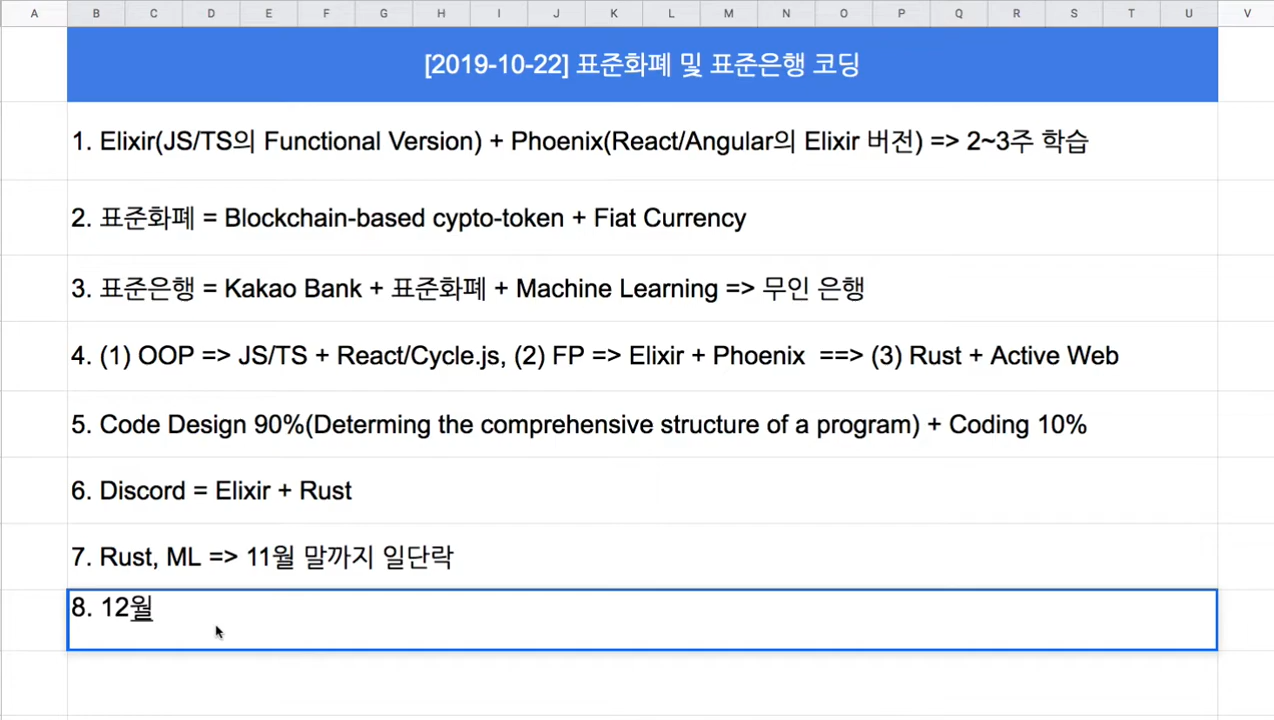 A B C D E F G H I J K L M N O P Q R S T U V
[2019-10-22] 표준화폐 및 표준은행 코딩
1. Elixir(JS/TS의 Functional Version) + Phoenix(React/Angular의 Elixir 버전) => 2~3주 학습
2. 표준화폐 = Blockchain-based cypto-token + Fiat Currency
3. 표준은행 = Kakao Bank + 표준화폐 + Machine Learning => 무인 은행
4. (1) OOP => JS/TS + React/Cycle.js, (2) FP => Elixir + Phoenix ==> (3) Rust + Active Web
5. Code Design 90%(Determing the comprehensive structure of a program) + Coding 10%
6. Discord = Elixir + Rust
7. Rust, ML => 11월 말까지 일단락
8. 12월